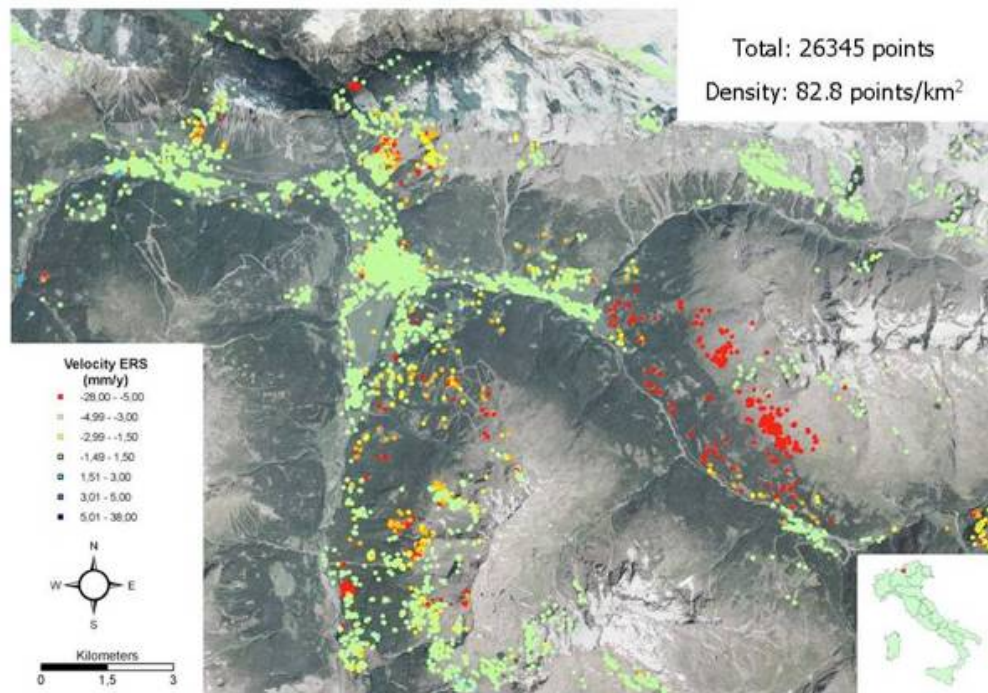 Total: 26345 points
Density: 82.8 points/km²
Velocity ERS
(mm/y)
-28,00 - -5,00
-4,99 - -3,00
-2,99 - -1,50
-1,49 - 1,50
1,51 - 3,00
3,01 - 5,00
5,01 - 38,00
N
W E
S
Kilometers
0 1,5 3